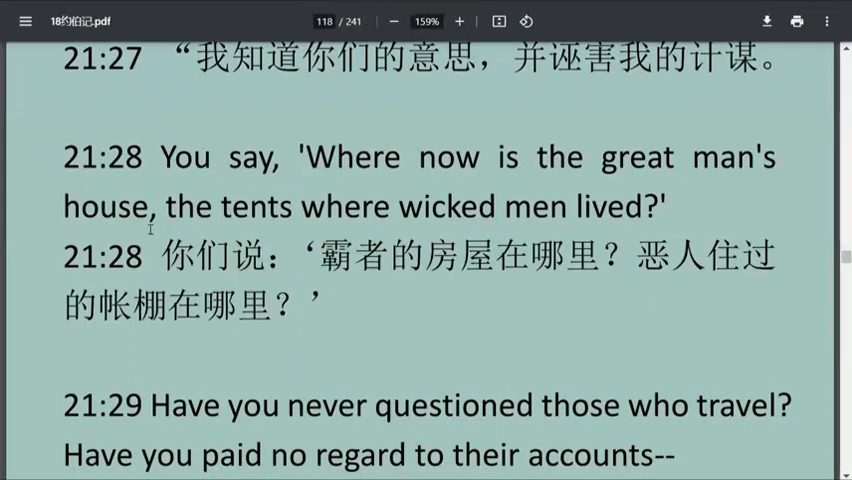 18约伯记.pdf
118 / 241
159%
21:27 “我知道你们的意思，并诬害我的计谋。
21:28 You say, 'Where now is the great man's
house, the tents where wicked men lived?'
21:28 你们说：‘霸者的房屋在哪里？恶人住过
的帐棚在哪里？’
21:29 Have you never questioned those who travel?
Have you paid no regard to their accounts--